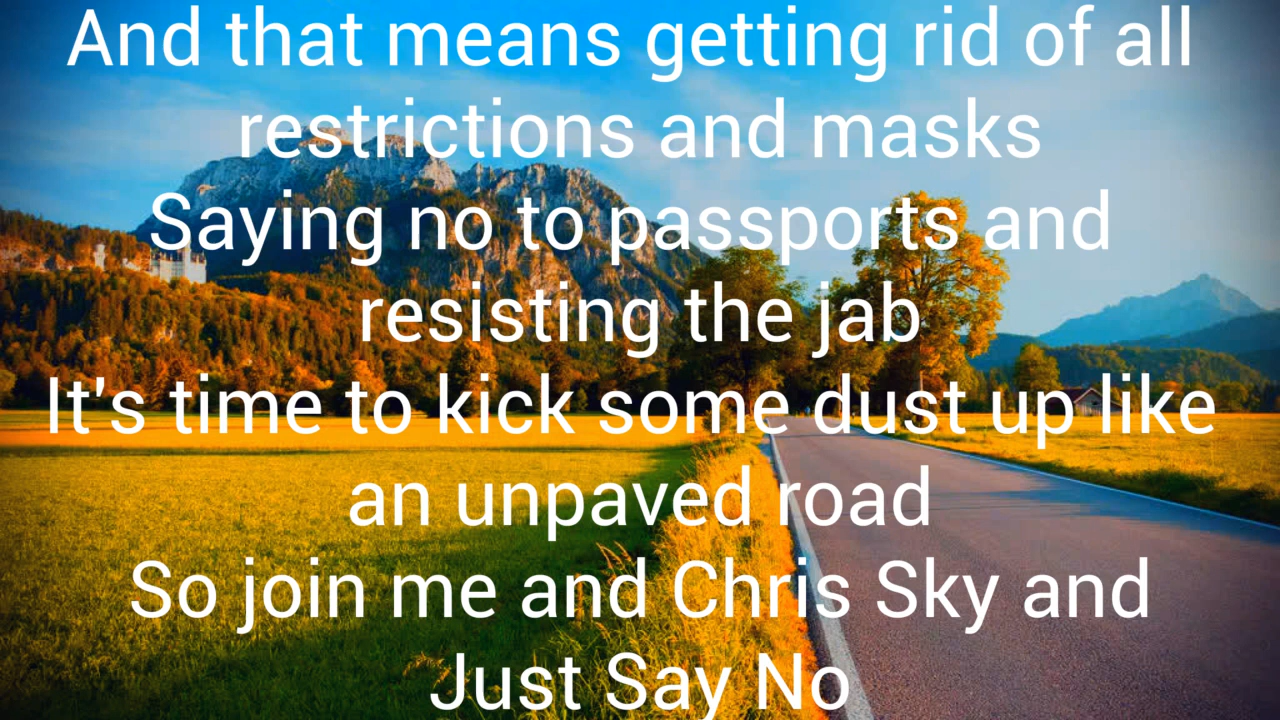 And that means getting rid of all
restrictions and masks
Saying no to passports and
resisting the jab
It's time to kick some dust up like
an unpaved road
So join me and Chris Sky and
Just Say No